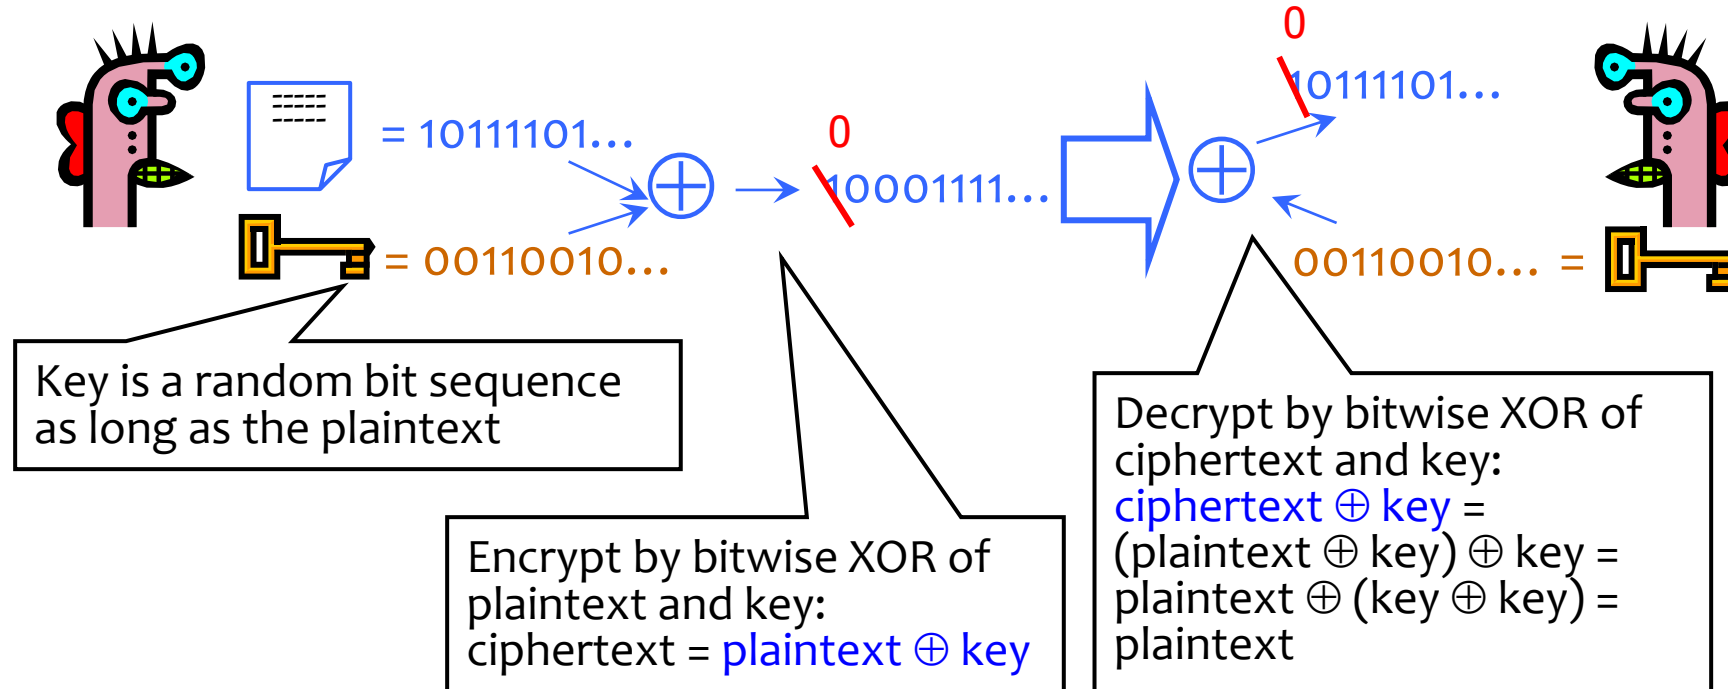 0
10111101...
= 10111101...
0
10001111...
= 00110010...
00110010... =
Key is a random bit sequence
as long as the plaintext
Encrypt by bitwise XOR of
plaintext and key:
ciphertext = plaintext ⊕ key
Decrypt by bitwise XOR of
ciphertext and key:
ciphertext ⊕ key =
(plaintext ⊕ key) ⊕ key =
plaintext ⊕ (key ⊕ key) =
plaintext